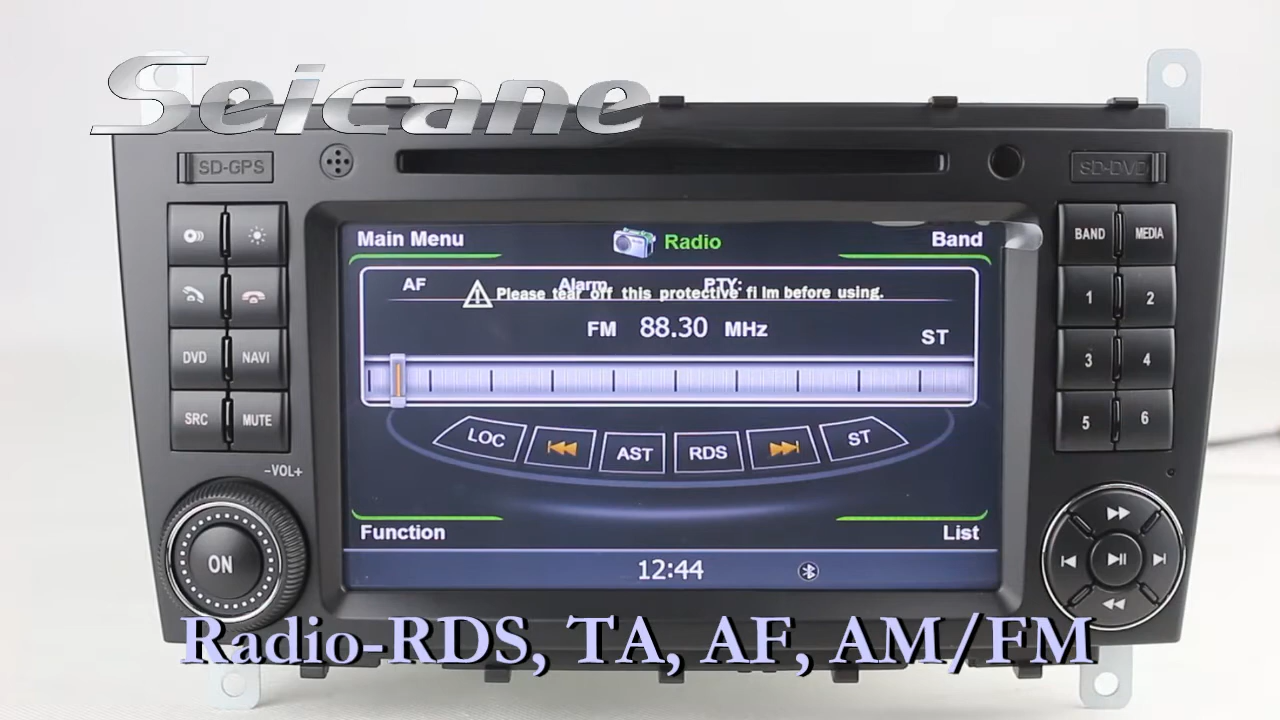 Seicane
SD-GPS
SD-DVD
BAND MEDIA
1 2
3 4
5 6
DVD NAVI
SRC MUTE
-VOL+
ON
Main Menu Radio Band
AF Alarm PTY:
Please tear off this protective film before using.
FM 88.30 MHz
ST
LOC AST RDS ST
Function List
12:44
Radio-RDS, TA, AF, AM/FM